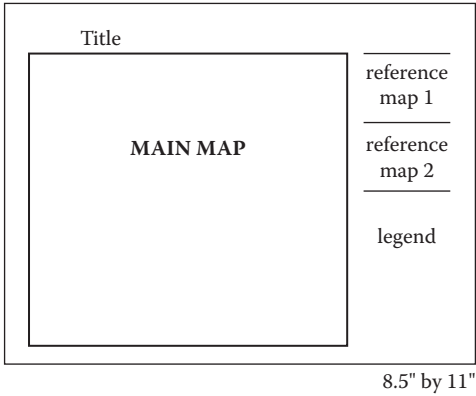 Title
MAIN MAP
reference
map 1
reference
map 2
legend
8.5" by 11"